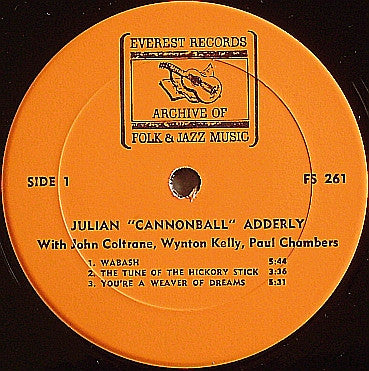 EVEREST RECORDS
ARCHIVE OF
FOLK & JAZZ MUSIC
SIDE 1
FS 261
JULIAN "CANNONBALL" ADDERLY
With John Coltrane, Wynton Kelly, Paul Chambers
1. WABASH 5:44
2. THE TUNE OF THE HICKORY STICK 3:36
3. YOU'RE A WEAVER OF DREAMS 5:31